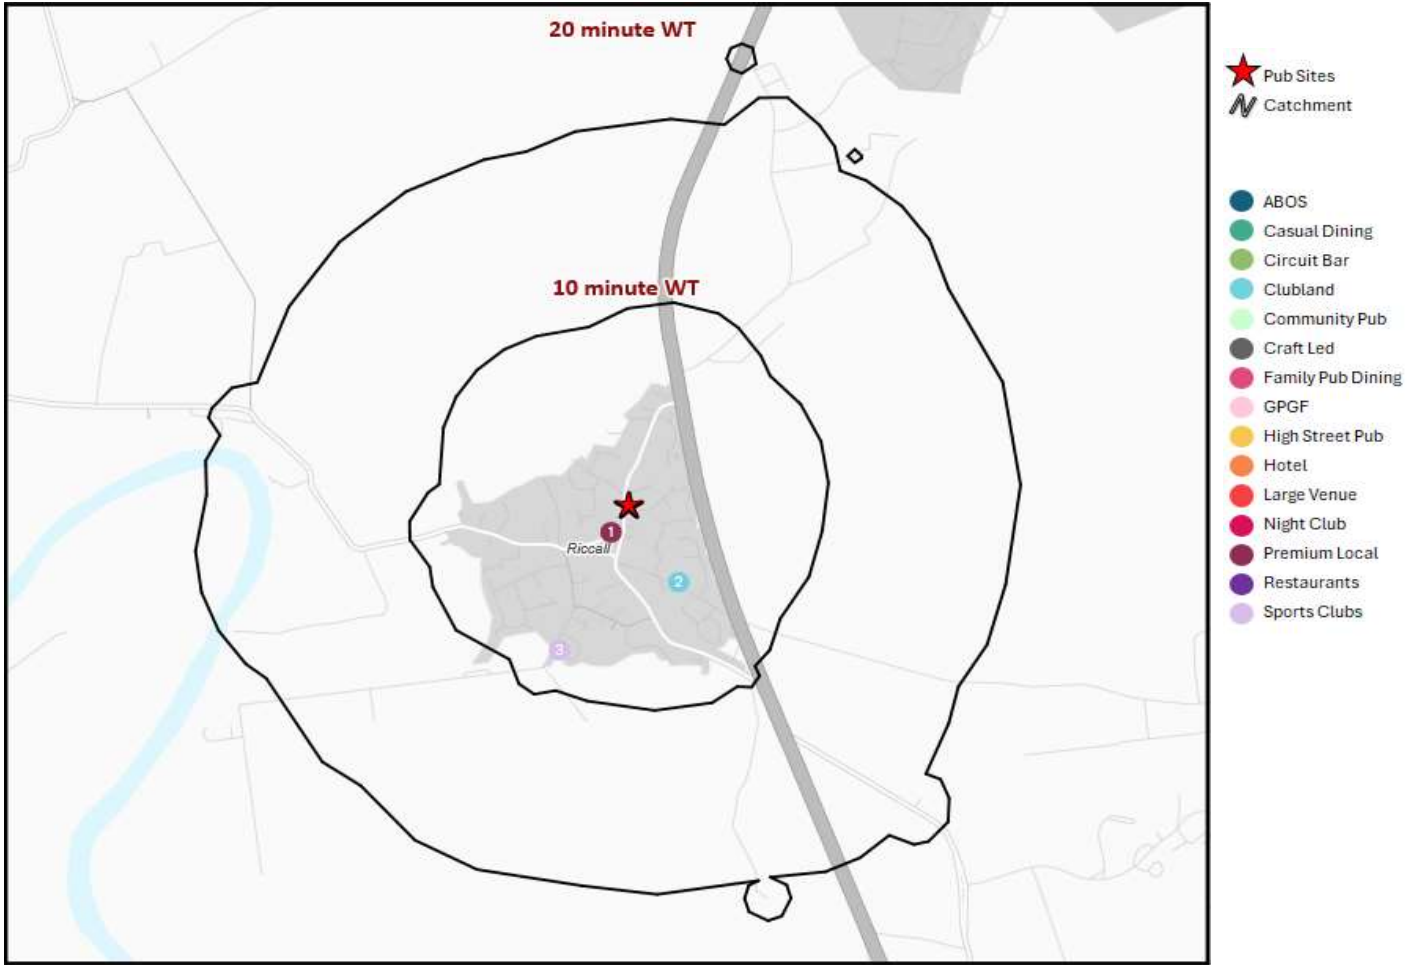 20 minute WT
10 minute WT
1
Riccall
2
3
Pub Sites
Catchment
ABOS
Casual Dining
Circuit Bar
Clubland
Community Pub
Craft Led
Family Pub Dining
GPGF
High Street Pub
Hotel
Large Venue
Night Club
Premium Local
Restaurants
Sports Clubs